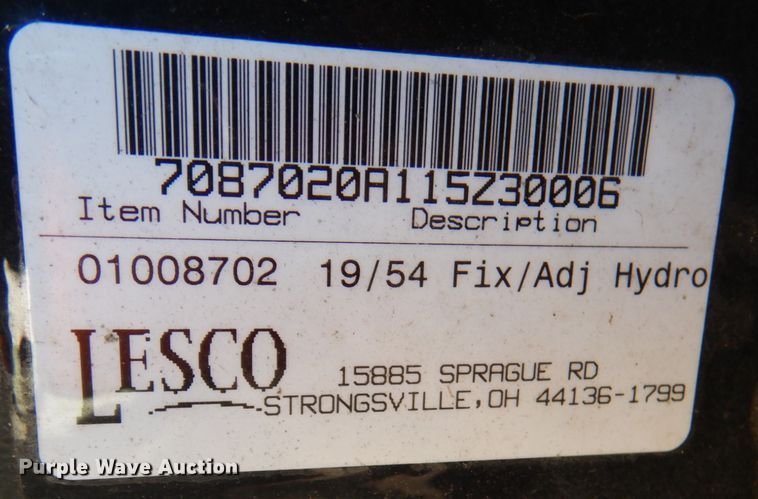 7087020A115Z30006
Item Number Description
01008702 19/54 Fix/Adj Hydro
LESCO
15885 SPRAGUE RD
STRONGSVILLE,OH 44136-1799
Purple Wave Auction